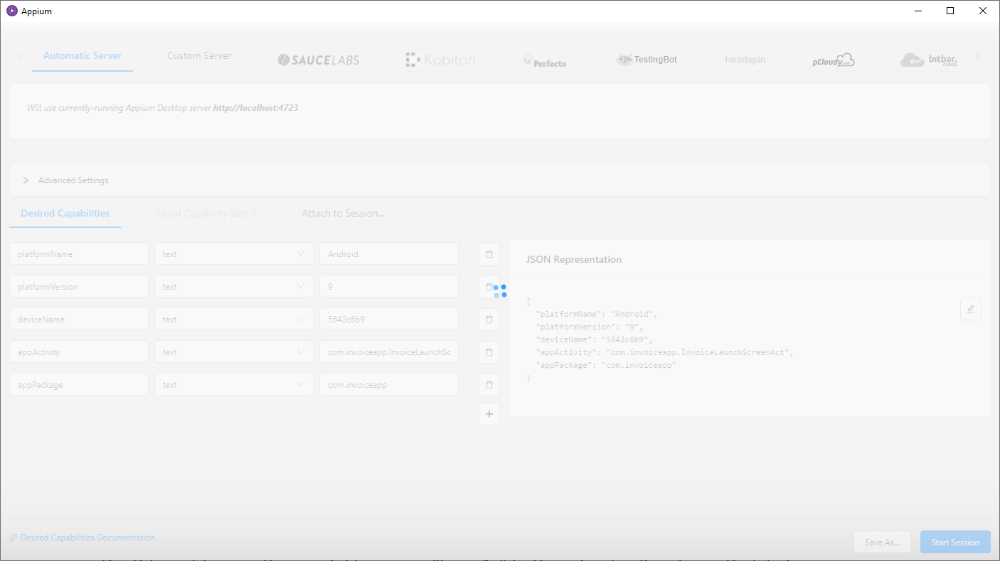 Appium
Automatic Server
Custom Server
SAUCELABS
Kobiton
Perfecto
TestingBot
headspin
pCloudy.com
bitbar.
CLOUD
Will use currently-running Appium Desktop server http://localhost:4723
Advanced Settings
Desired Capabilities
Saved Capability Sets 0
Attach to Session...
platformName text Android
platformVersion text 9
deviceName text 5642c6b9
appActivity text com.invoiceapp.InvoiceLaunchSc
appPackage text com.invoiceapp
JSON Representation
{
"platformName": "Android",
"platformVersion": "9",
"deviceName": "5642c6b9",
"appActivity": "com.invoiceapp.InvoiceLaunchScreenAct",
"appPackage": "com.invoiceapp"
}
Desired Capabilities Documentation
Save As...
Start Session